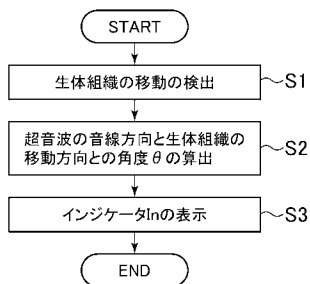 START
生体組織の移動の検出
S1
超音波の音線方向と生体組織の
移動方向との角度θの算出
S2
インジケータInの表示
S3
END